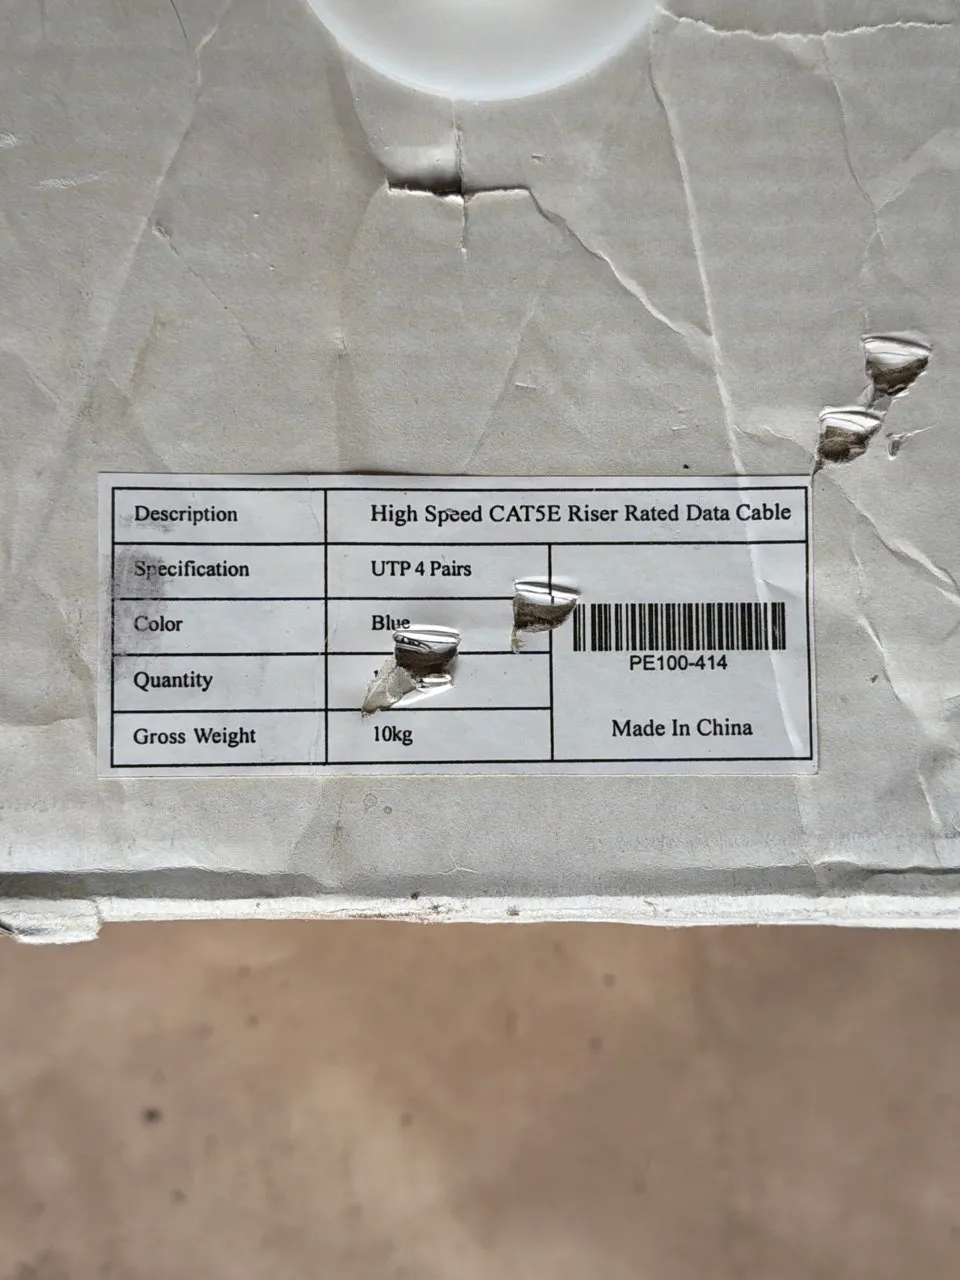 Description High Speed CAT5E Riser Rated Data Cable
Specification UTP 4 Pairs
Color Blue
PE100-414
Quantity
Gross Weight 10kg
Made In China